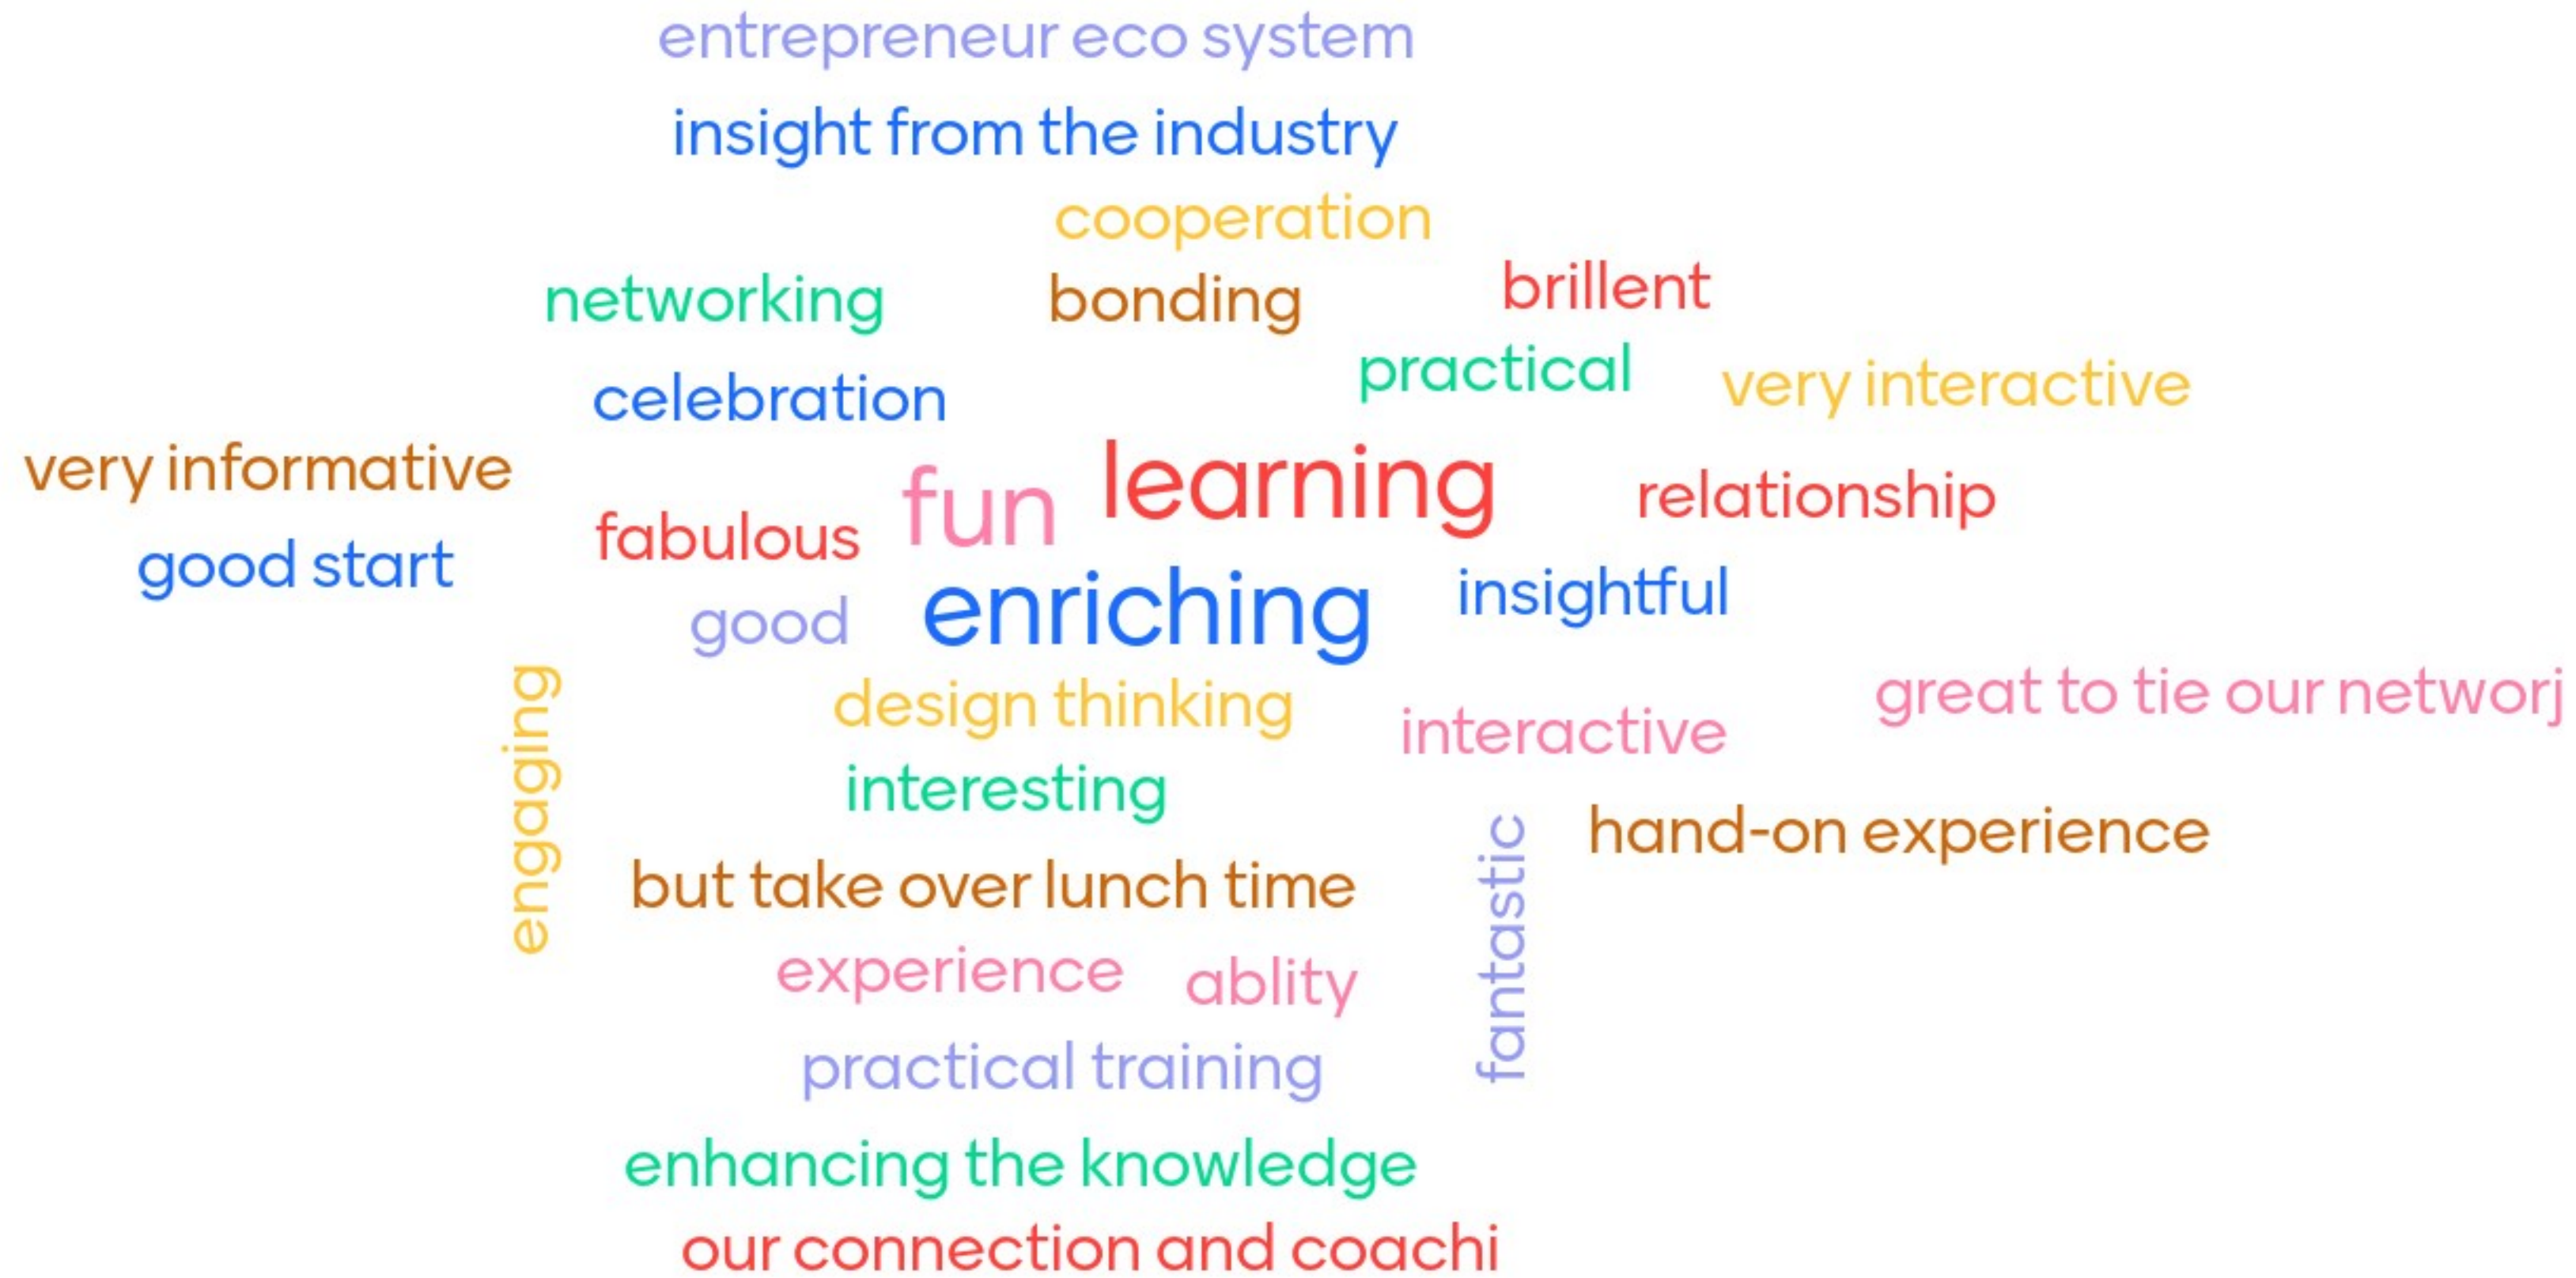 entrepreneur eco system
insight from the industry
cooperation
networking
bonding
brillent
practical
very interactive
celebration
very informative
fun
learning
relationship
fabulous
good start
enriching
insightful
good
engaging
design thinking
interactive
great to tie our networj
interesting
fantastic
hand-on experience
but take over lunch time
experience
ablity
practical training
enhancing the knowledge
our connection and coachi